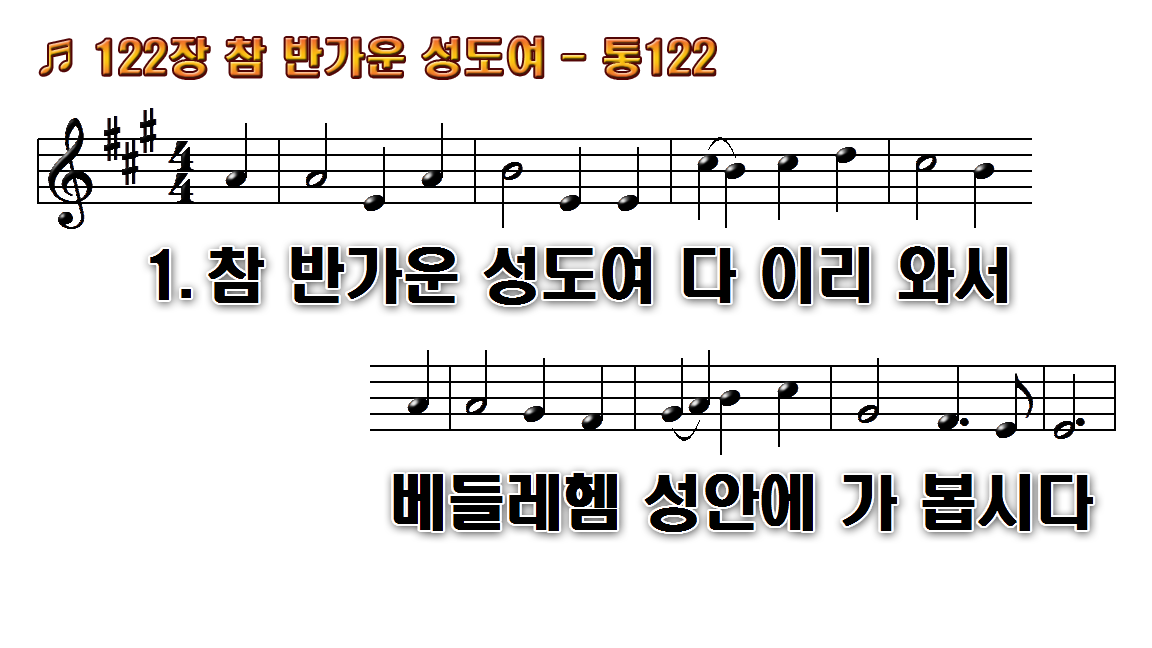 ♬ 122장 참 반가운 성도여 - 통122
1. 참 반가운 성도여 다 이리 와서
베들레헴 성안에 가 봅시다